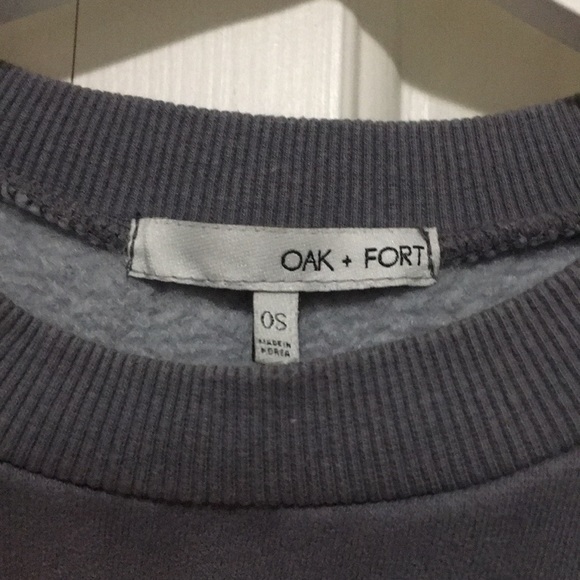 OAK + FORT
OS
MADE IN
KOREA